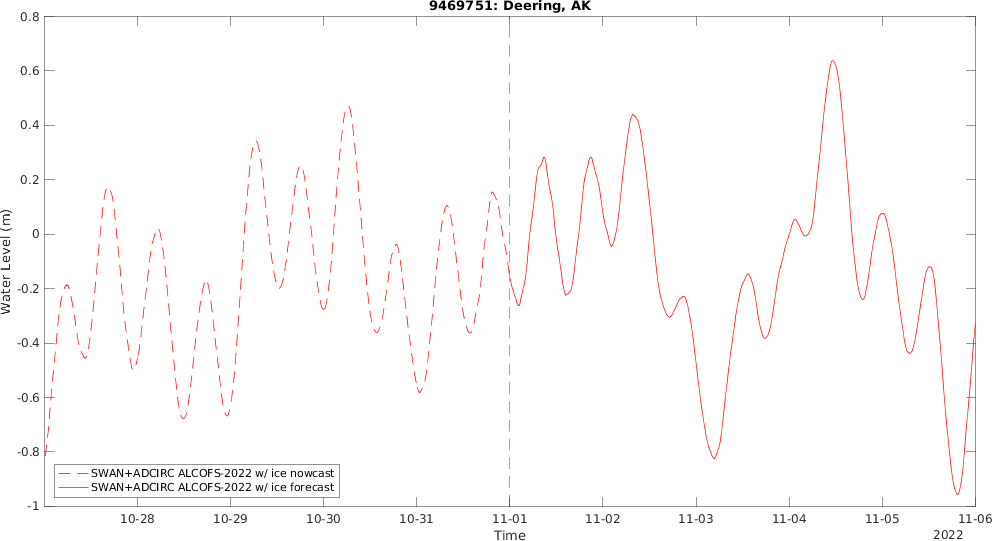 9469751: Deering, AK
0.8
0.6
0.4
0.2
0
-0.2
-0.4
-0.6
-0.8
-1
Water Level (m)
SWAN+ADCIRC ALCOFS-2022 w/ ice nowcast
SWAN+ADCIRC ALCOFS-2022 w/ ice forecast
10-28 10-29 10-30 10-31 11-01 11-02 11-03 11-04 11-05 11-06
Time
2022